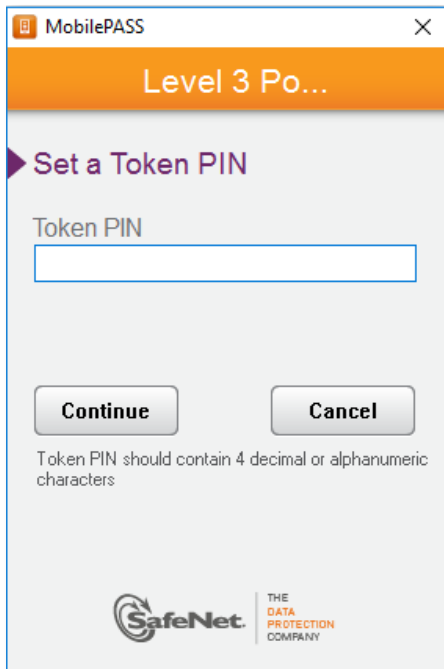 MobilePASS
Level 3 Po...
Set a Token PIN
Token PIN
Continue
Cancel
Token PIN should contain 4 decimal or alphanumeric
characters
SafeNet.
THE
DATA
PROTECTION
COMPANY